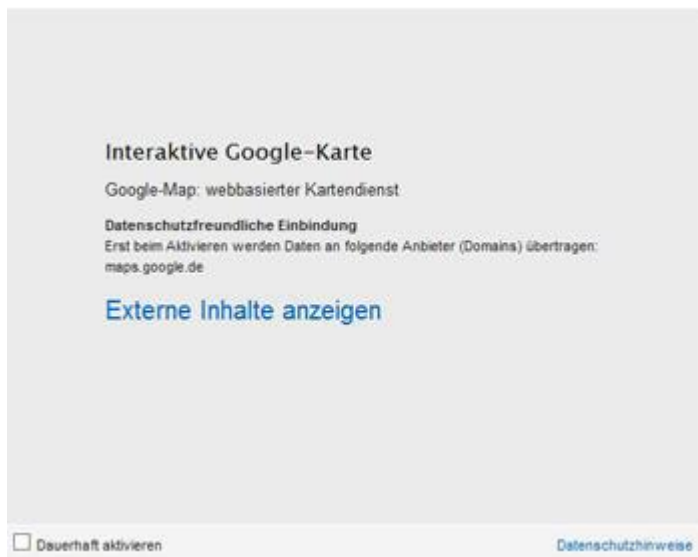 Interaktive Google-Karte
Google-Map: webbasierter Kartendienst
Datenschutzfreundliche Einbindung
Erst beim Aktivieren werden Daten an folgende Anbieter (Domains) übertragen:
maps.google.de
Externe Inhalte anzeigen
Dauerhaft aktivieren
Datenschutzhinweise